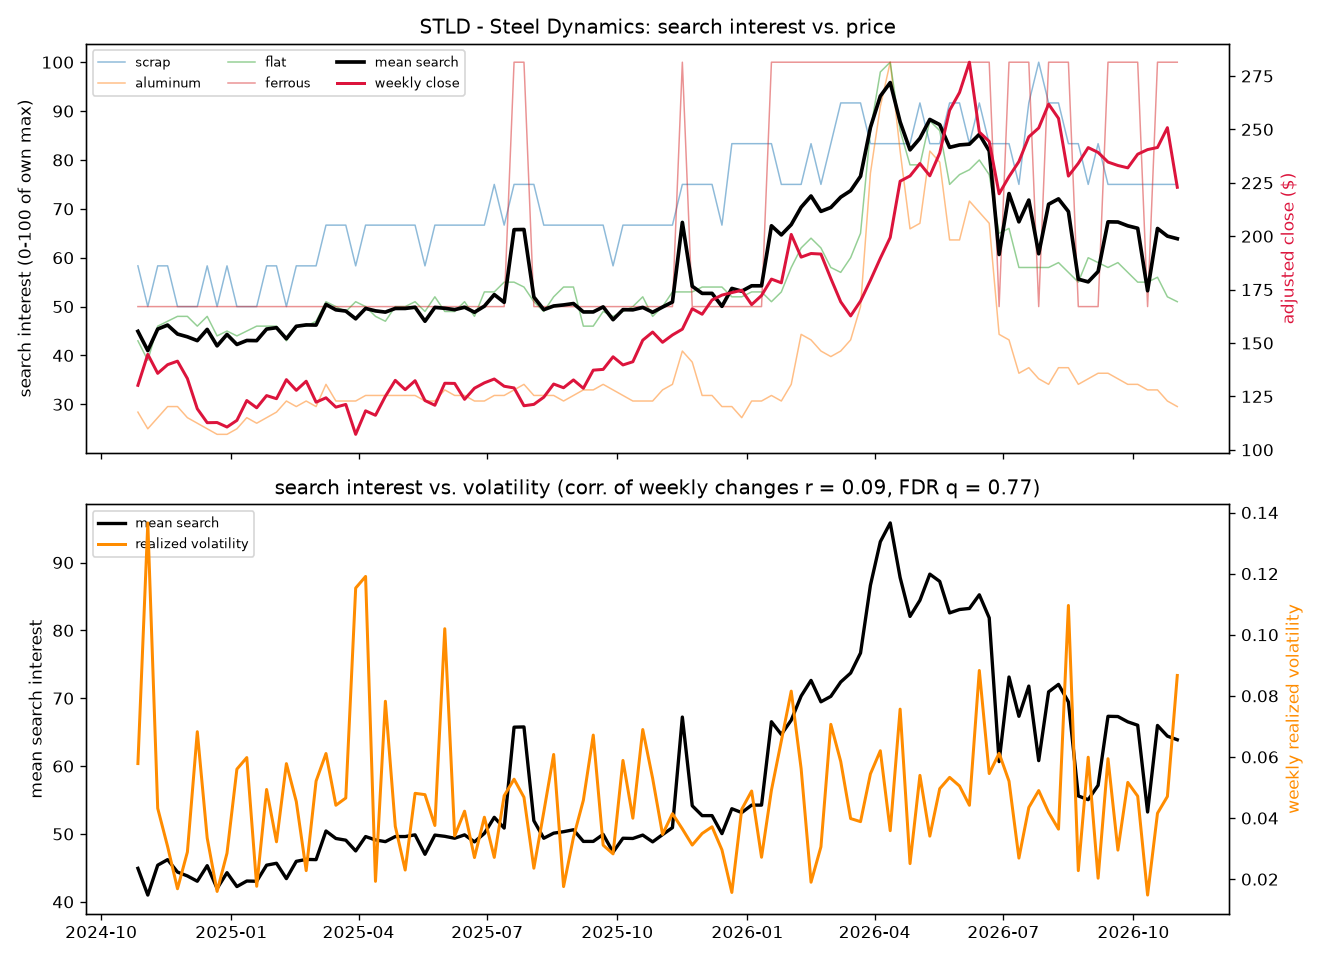 STLD - Steel Dynamics: search interest vs. price
scrap
aluminum
flat
ferrous
mean search
weekly close
search interest (0-100 of own max)
100
90
80
70
60
50
40
30
275
250
225
200
175
150
125
100
adjusted close ($)
search interest vs. volatility (corr. of weekly changes r = 0.09, FDR q = 0.77)
mean search
realized volatility
mean search interest
90
80
70
60
50
40
0.14
0.12
0.10
0.08
0.06
0.04
0.02
weekly realized volatility
2024-10
2025-01
2025-04
2025-07
2025-10
2026-01
2026-04
2026-07
2026-10